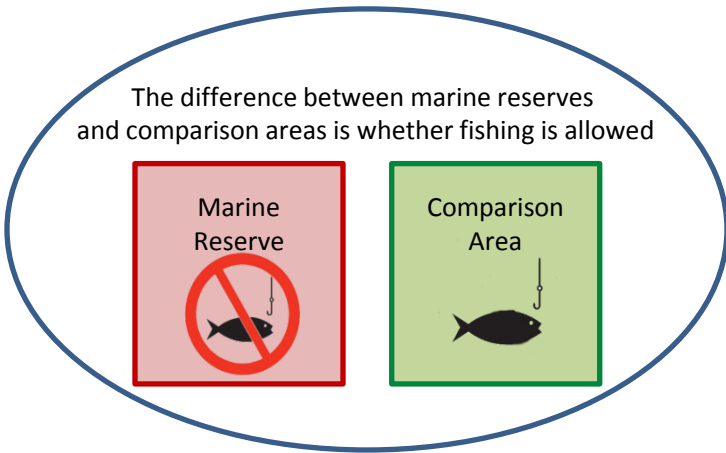 The difference between marine reserves
and comparison areas is whether fishing is allowed
Marine
Reserve
Comparison
Area